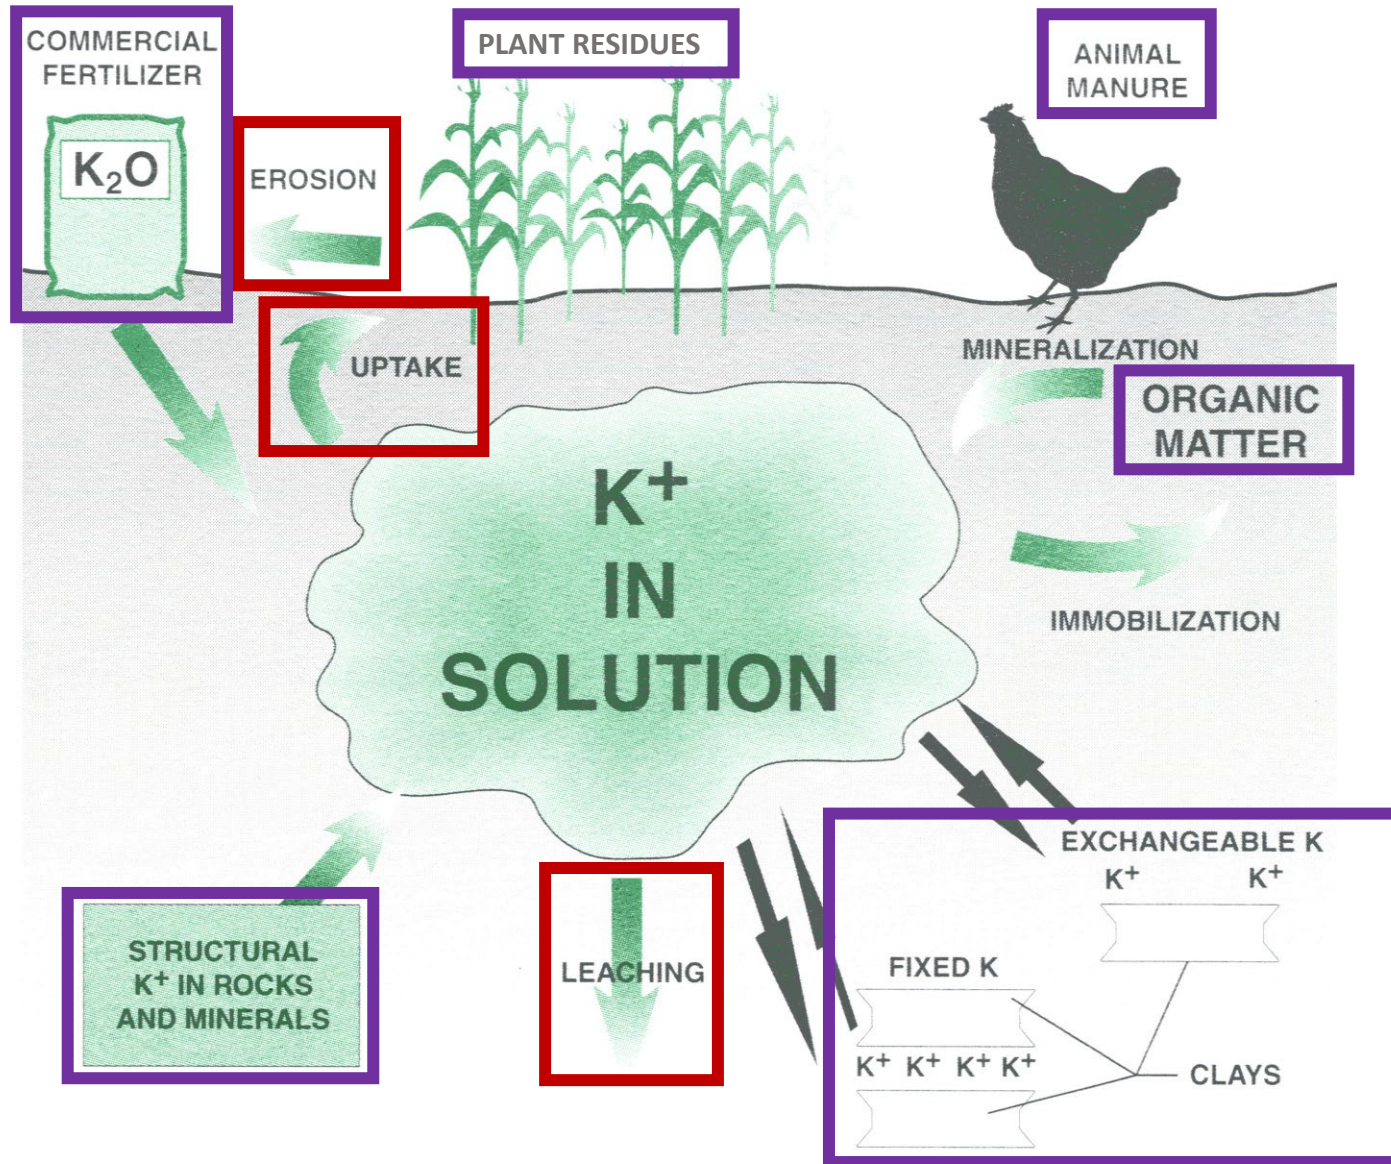 COMMERCIAL
FERTILIZER
K₂O
PLANT RESIDUES
ANIMAL
MANURE
EROSION
UPTAKE
MINERALIZATION
ORGANIC
MATTER
K⁺
IN
SOLUTION
IMMOBILIZATION
STRUCTURAL
K⁺ IN ROCKS
AND MINERALS
LEACHING
EXCHANGEABLE K
K⁺ K⁺
FIXED K
K⁺ K⁺ K⁺ K⁺
CLAYS